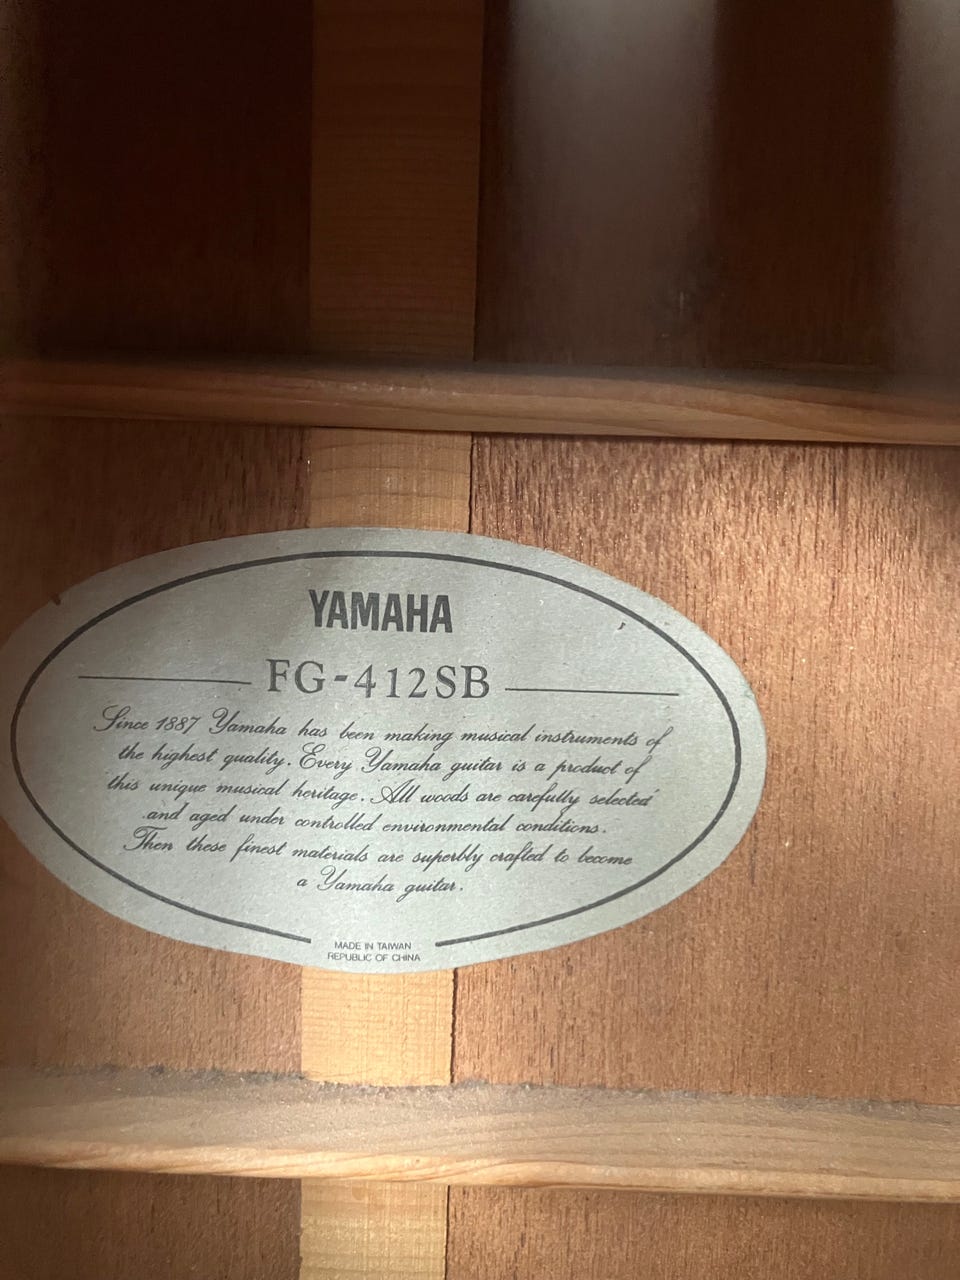 YAMAHA
FG-412SB
Since 1887 Yamaha has been making musical instruments of
the highest quality. Every Yamaha guitar is a product of
this unique musical heritage. All woods are carefully selected
and aged under controlled environmental conditions.
Then these finest materials are superbly crafted to become
a Yamaha guitar.
MADE IN TAIWAN
REPUBLIC OF CHINA